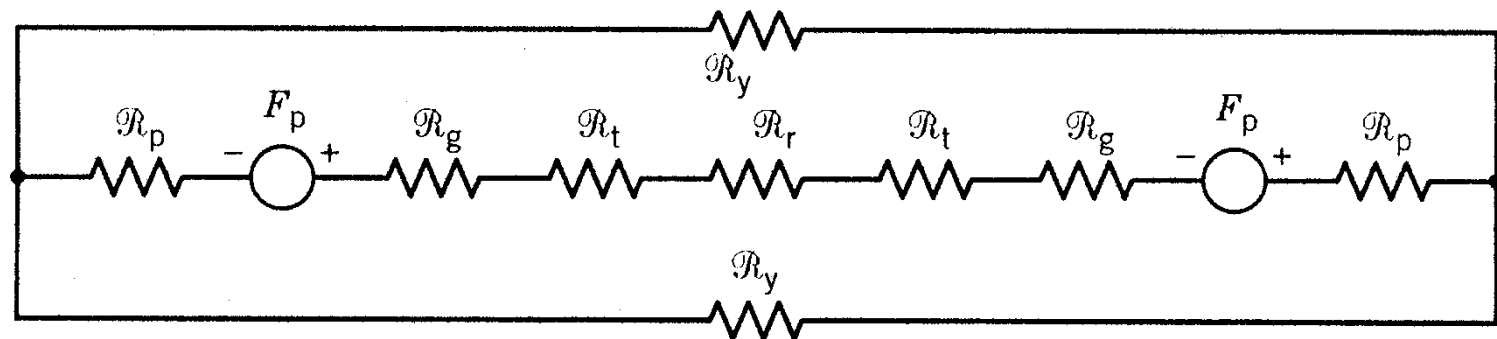 ℛy
ℛp − Fp + ℛg ℛt ℛr ℛt ℛg − Fp + ℛp
ℛy